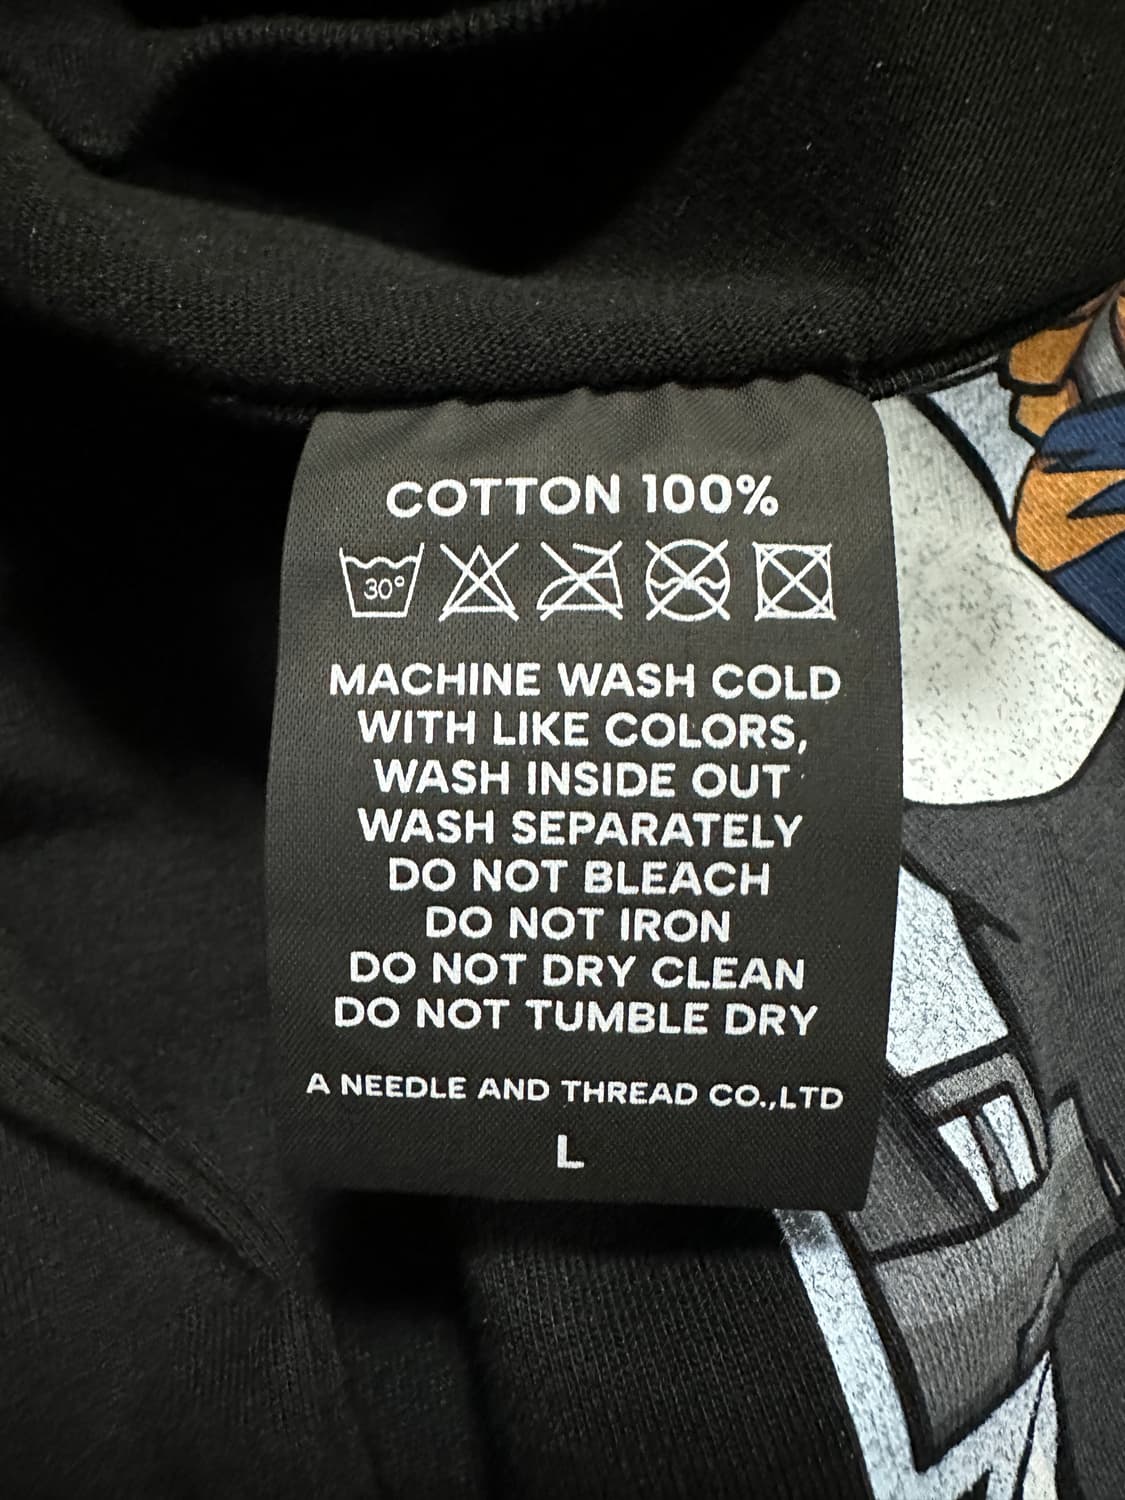 COTTON 100%
30°
MACHINE WASH COLD
WITH LIKE COLORS,
WASH INSIDE OUT
WASH SEPARATELY
DO NOT BLEACH
DO NOT IRON
DO NOT DRY CLEAN
DO NOT TUMBLE DRY
A NEEDLE AND THREAD CO.,LTD
L